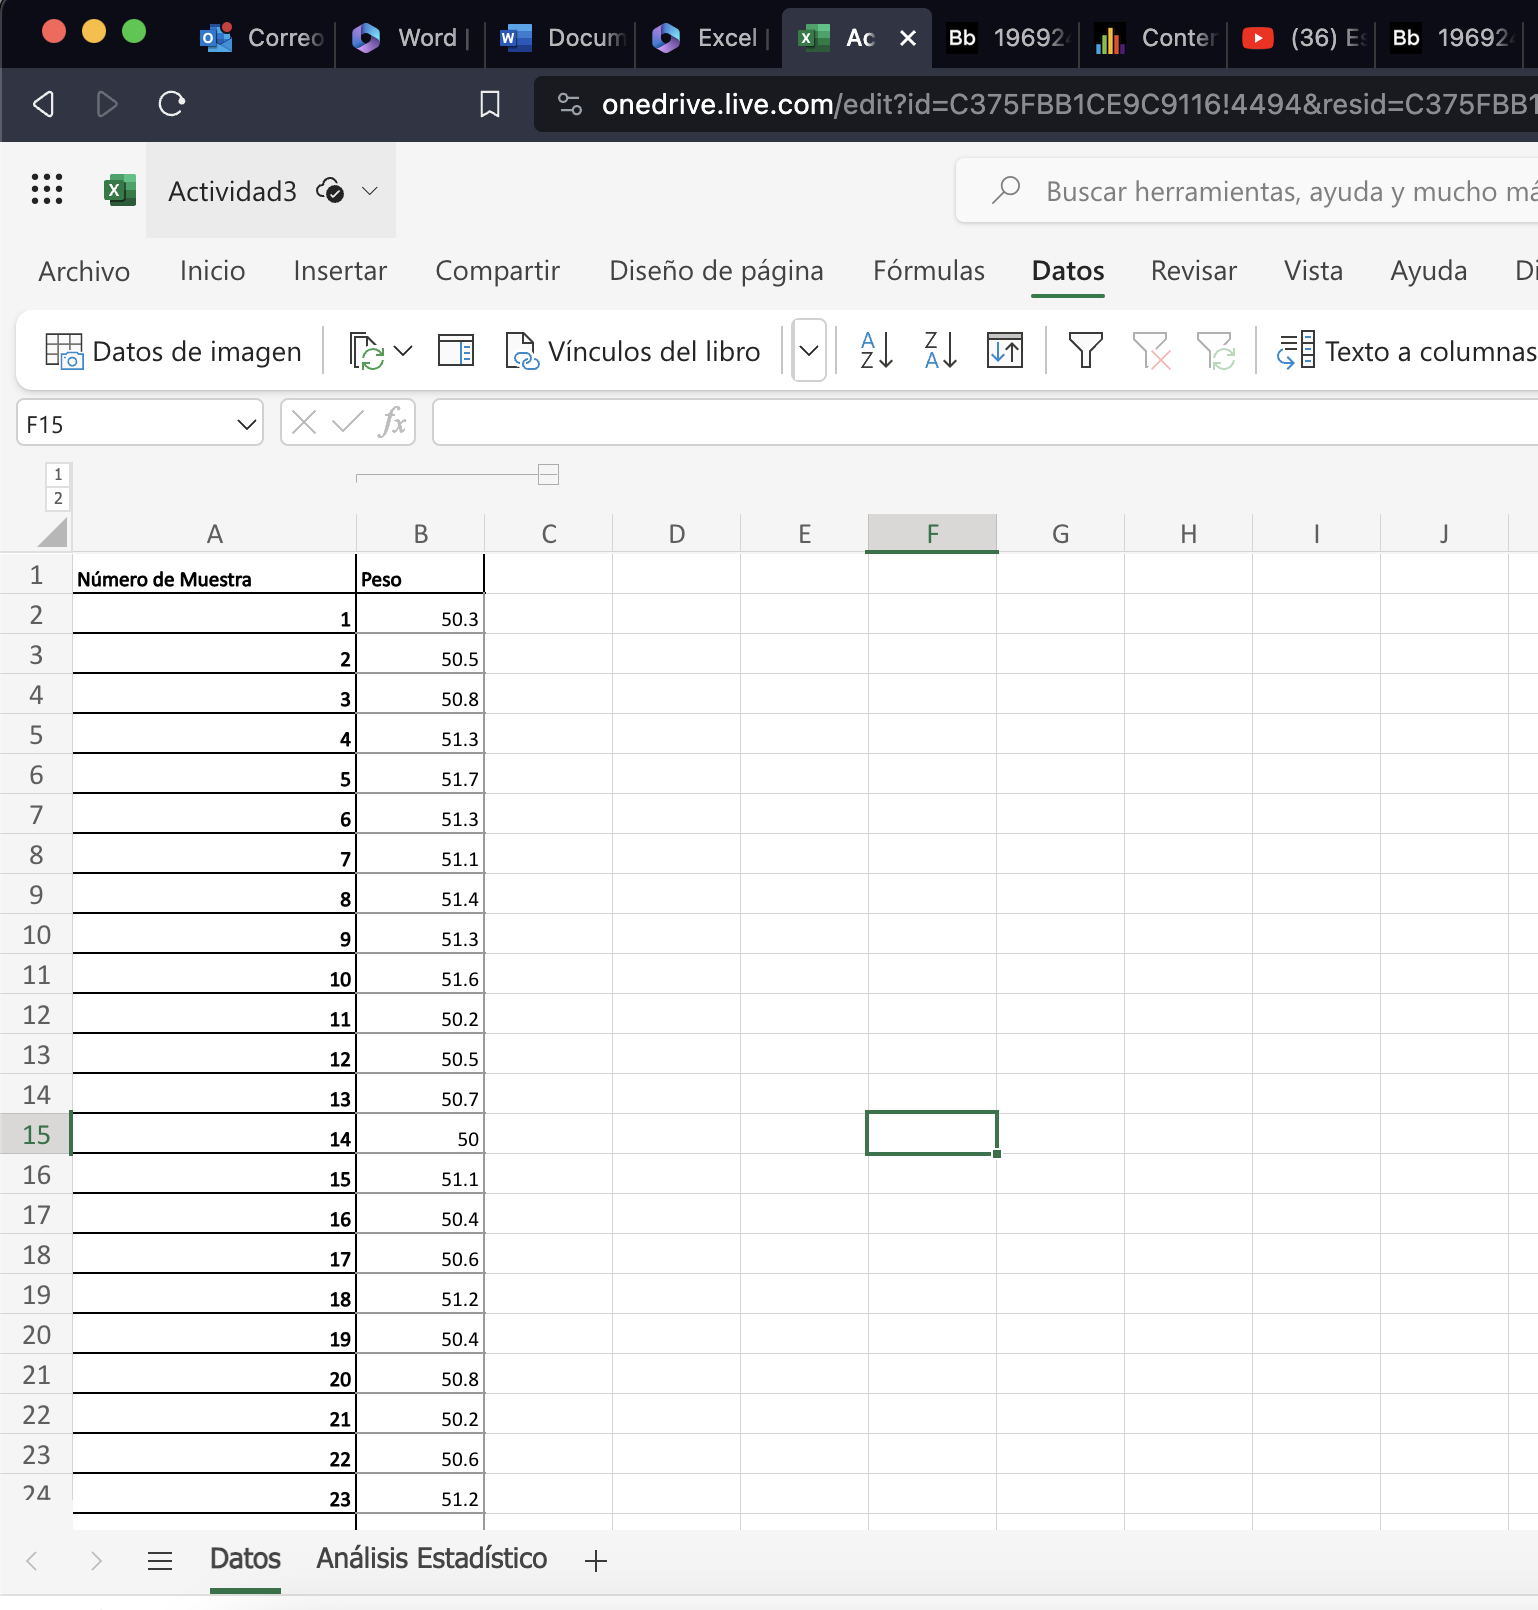 Correo Word Docum Excel Ac 19692 Conten (36) Es Bb 19692
onedrive.live.com/edit?id=C375FBB1CE9C9116!4494&resid=C375FBB1
Actividad3 Buscar herramientas, ayuda y mucho má
Archivo Inicio Insertar Compartir Diseño de página Fórmulas Datos Revisar Vista Ayuda Di
Datos de imagen Vínculos del libro Texto a columnas
F15 fx
1
2
A B C D E F G H I J
1 Número de Muestra Peso
2 1 50.3
3 2 50.5
4 3 50.8
5 4 51.3
6 5 51.7
7 6 51.3
8 7 51.1
9 8 51.4
10 9 51.3
11 10 51.6
12 11 50.2
13 12 50.5
14 13 50.7
15 14 50
16 15 51.1
17 16 50.4
18 17 50.6
19 18 51.2
20 19 50.4
21 20 50.8
22 21 50.2
23 22 50.6
24 23 51.2
Datos Análisis Estadístico